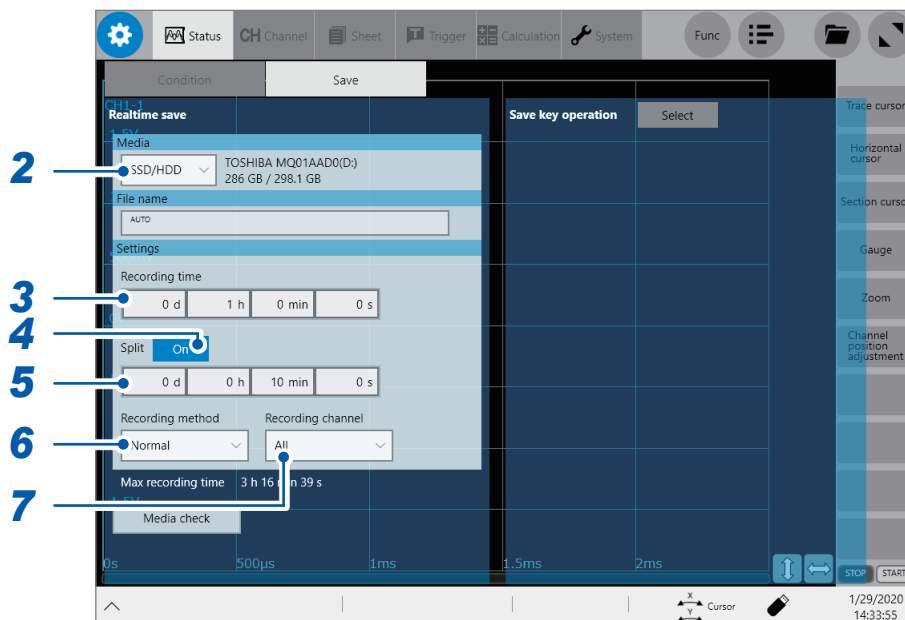 Status CH Channel Sheet Trigger Calculation System Func
Condition Save
CH1-1
Realtime save Save key operation Select
Trace cursor
Media
2 SSD/HDD TOSHIBA MQ01AAD0(D:)
286 GB / 298.1 GB
Horizontal
cursor
File name
AUTO
Section curso
Settings
Gauge
Recording time
3 0 d 1 h 0 min 0 s
Zoom
4 Split On
Channel
position
adjustment
5 0 d 0 h 10 min 0 s
Recording method Recording channel
6 Normal All
Max recording time 3 h 16 min 39 s
7
Media check
0s 500µs 1ms 1.5ms 2ms
STOP START
X
Y
Cursor
1/29/2020
14:33:55